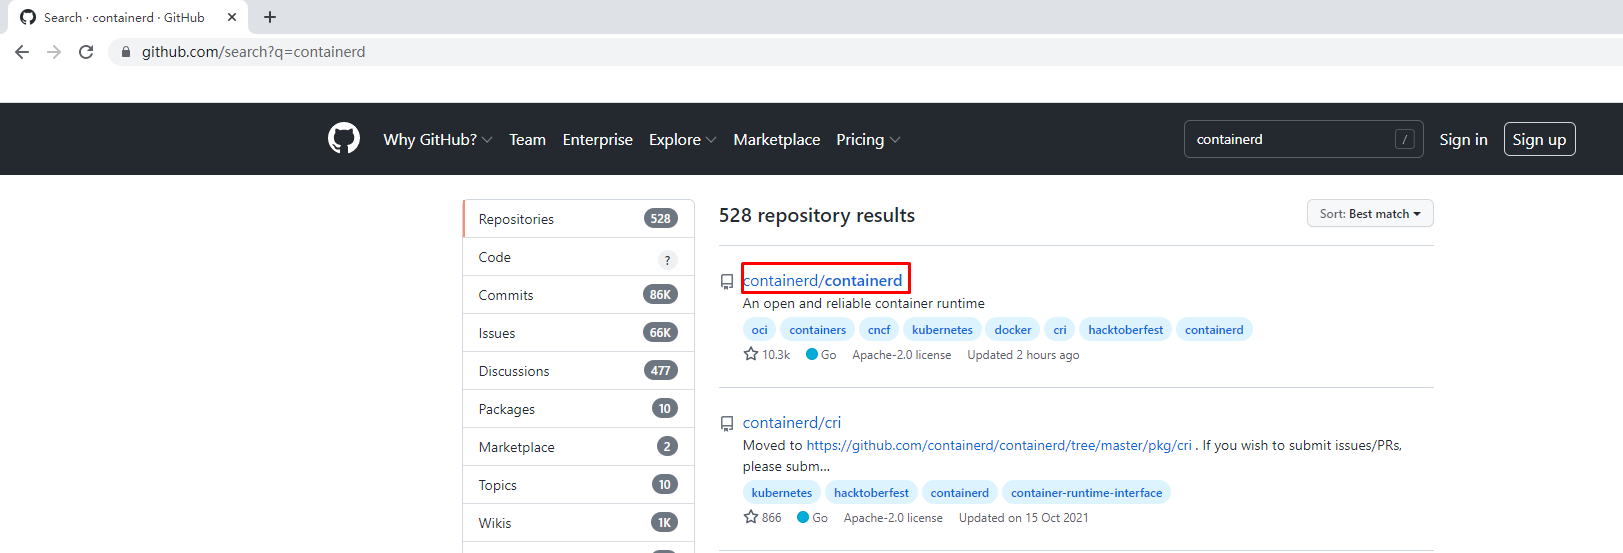 Search · containerd · GitHub
github.com/search?q=containerd
Why GitHub? Team Enterprise Explore Marketplace Pricing containerd / Sign in Sign up
Repositories 528
Code ?
Commits 86K
Issues 66K
Discussions 477
Packages 10
Marketplace 2
Topics 10
Wikis 1K
528 repository results
Sort: Best match
containerd/containerd
An open and reliable container runtime
oci containers cncf kubernetes docker cri hacktoberfest containerd
10.3k Go Apache-2.0 license Updated 2 hours ago
containerd/cri
Moved to https://github.com/containerd/containerd/tree/master/pkg/cri . If you wish to submit issues/PRs,
please subm...
kubernetes hacktoberfest containerd container-runtime-interface
866 Go Apache-2.0 license Updated on 15 Oct 2021